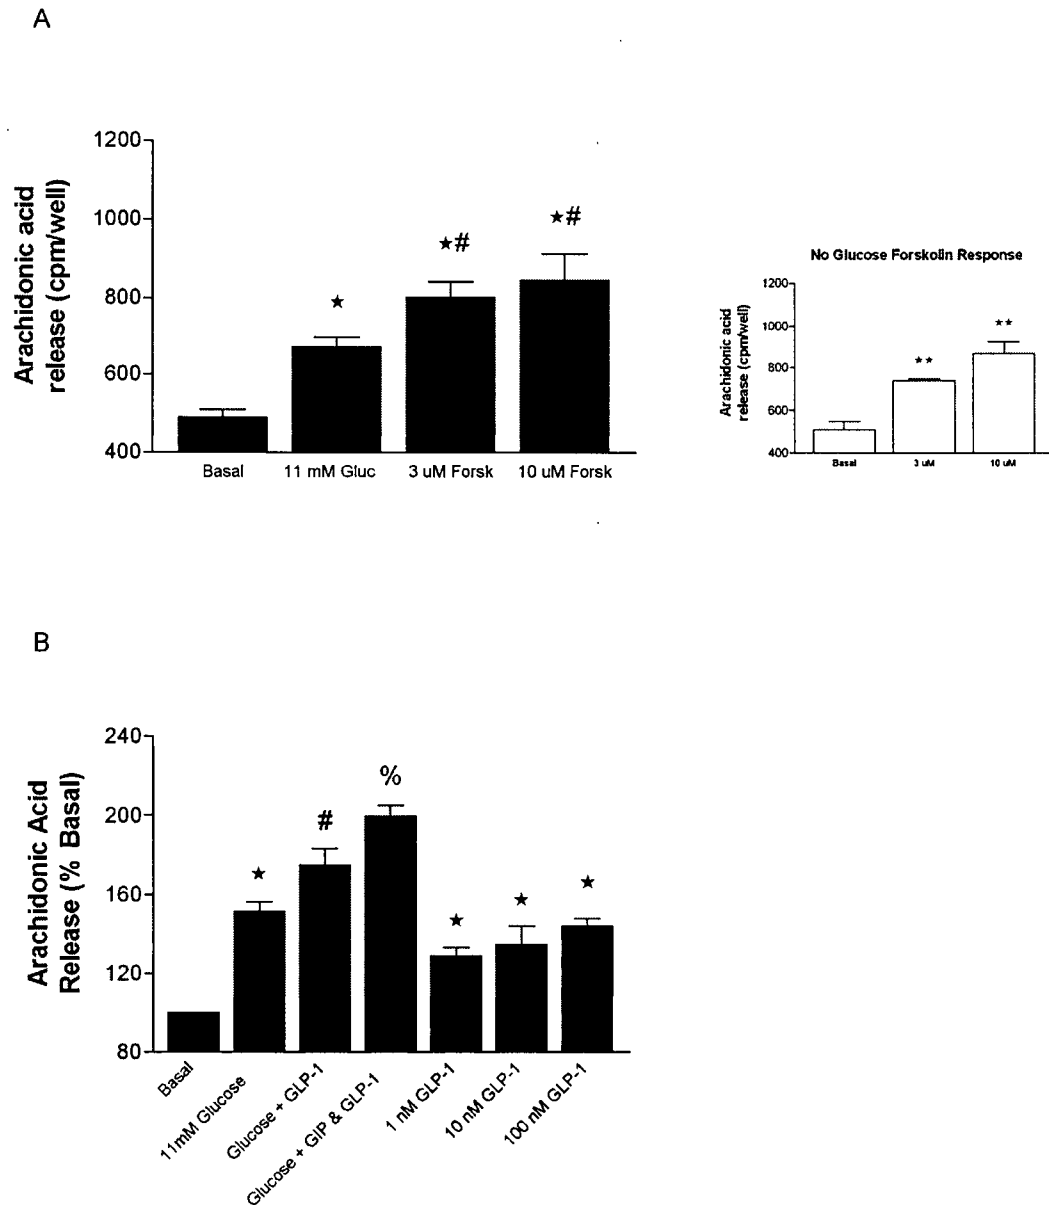 A
Arachidonic acid
release (cpm/well)
1200
1000
800
600
400
★
★#
★#
Basal
11 mM Gluc
3 uM Forsk
10 uM Forsk
No Glucose Forskolin Response
Arachidonic acid
release (cpm/well)
1200
1000
800
600
400
★★
★★
Basal
3 uM
10 uM
B
Arachidonic Acid
Release (% Basal)
240
200
160
120
80
★
#
%
★
★
★
Basal
11mM Glucose
Glucose + GLP-1
Glucose + GIP & GLP-1
1 nM GLP-1
10 nM GLP-1
100 nM GLP-1